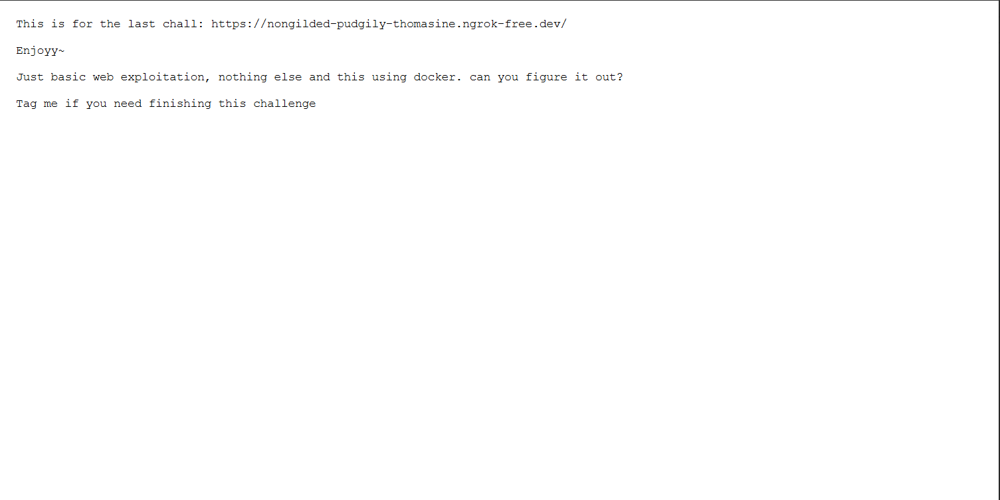 This is for the last chall: https://nongilded-pudgily-thomasine.ngrok-free.dev/
Enjoyy~
Just basic web exploitation, nothing else and this using docker. can you figure it out?
Tag me if you need finishing this challenge